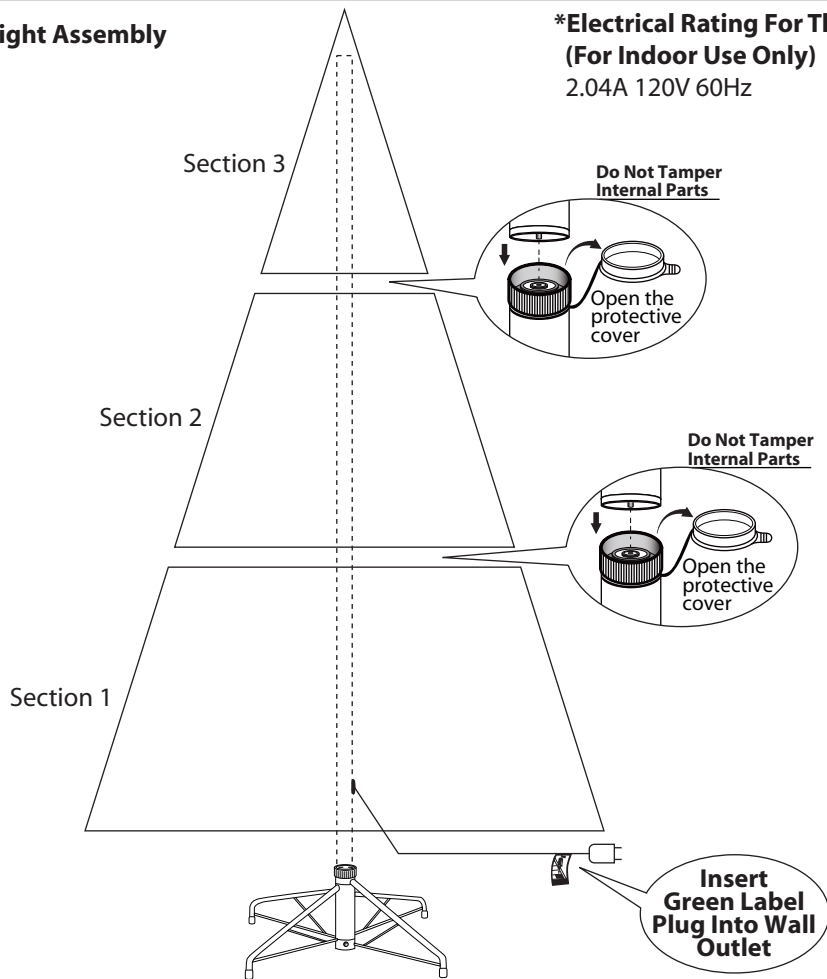 ight Assembly
*Electrical Rating For Th
(For Indoor Use Only)
2.04A 120V 60Hz
Section 3
Do Not Tamper
Internal Parts
Open the
protective
cover
Section 2
Do Not Tamper
Internal Parts
Open the
protective
cover
Section 1
Insert
Green Label
Plug Into Wall
Outlet